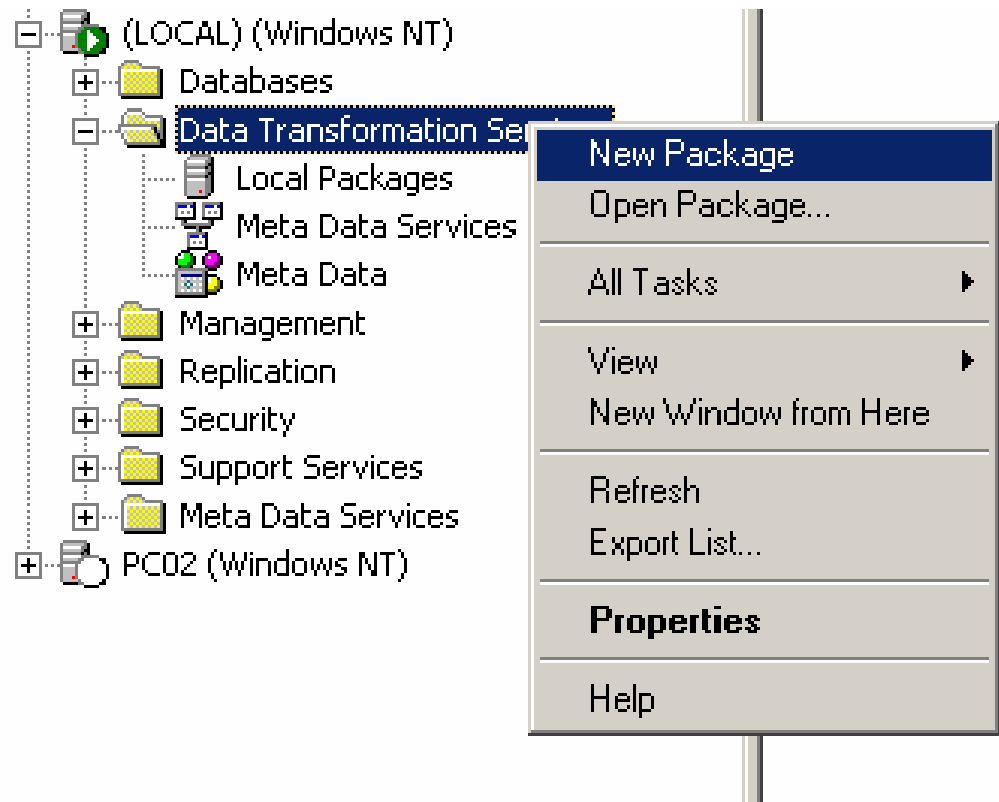 (LOCAL) (Windows NT)
Databases
Data Transformation Se
Local Packages
Meta Data Services
Meta Data
Management
Replication
Security
Support Services
Meta Data Services
PC02 (Windows NT)
New Package
Open Package...
All Tasks
View
New Window from Here
Refresh
Export List...
Properties
Help